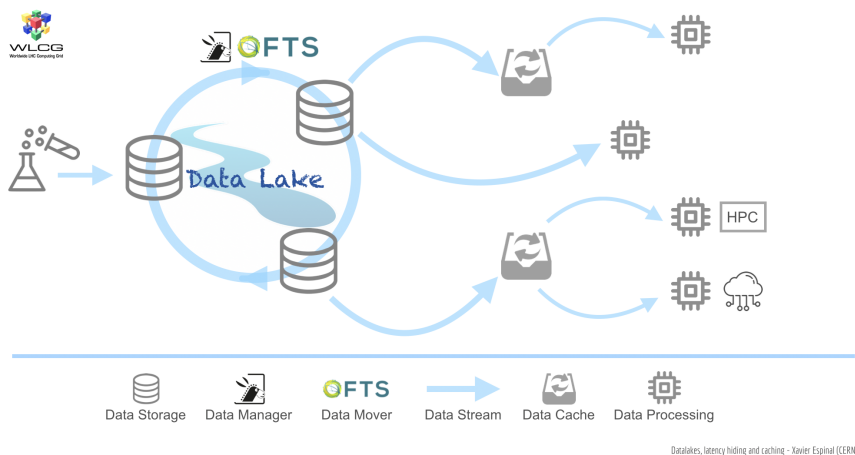 WLCG
Worldwide LHC Computing Grid
FTS
Data Lake
HPC
FTS
Data Storage
Data Manager
Data Mover
Data Stream
Data Cache
Data Processing
Datalakes, latency hiding and caching - Xavier Espinal (CERN